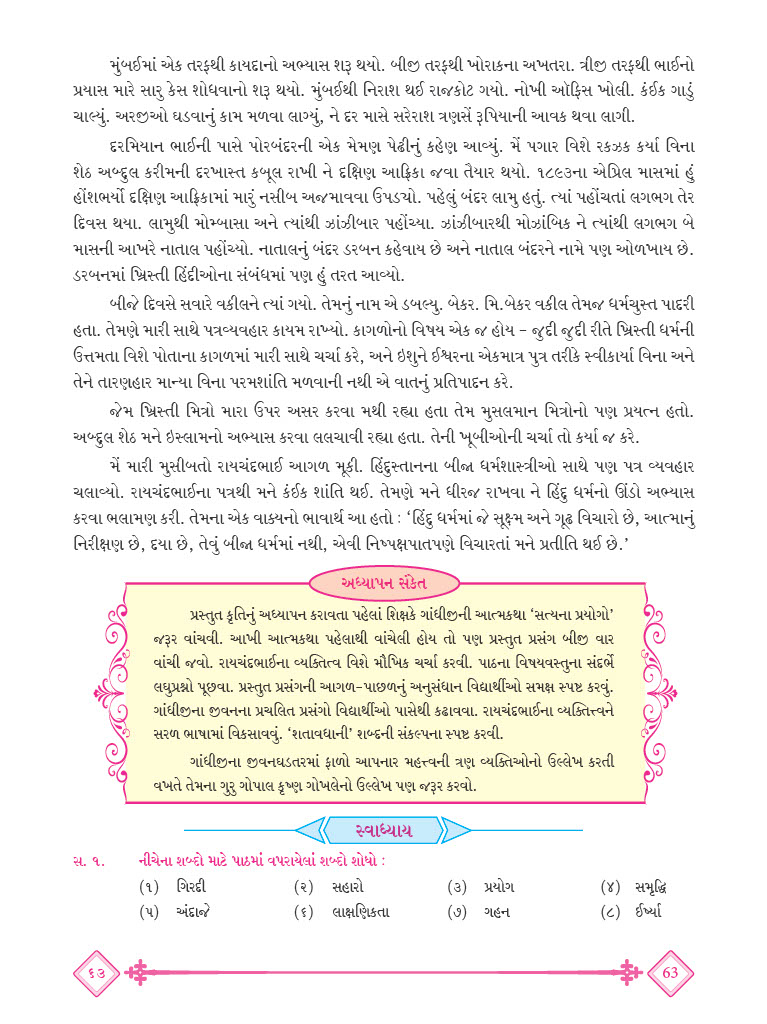 મુંબઈમાં એક તરફથી કાયદાનો અભ્યાસ શરૂ થયો. બીજી તરફથી ખોરાકના અખતરા. ત્રીજી તરફથી ભાઈનો
પ્રયાસ મારે સારુ કેસ શોધવાનો શરૂ થયો. મુંબઈથી નિરાશ થઈ રાજકોટ ગયો. નોખી ઑફિસ ખોલી. કંઈક ગાડું
ચાલ્યું. અરજીઓ ઘડવાનું કામ મળવા લાગ્યું, ને દર માસે સરેરાશ ત્રણસેં રૂપિયાની આવક થવા લાગી.
દરમિયાન ભાઈની પાસે પોરબંદરની એક મેમણ પેઢીનું કહેણ આવ્યું. મેં પગાર વિશે રકઝક કર્યા વિના
શેઠ અબ્દુલ કરીમની દરખાસ્ત કબૂલ રાખી ને દક્ષિણ આફ્રિકા જવા તૈયાર થયો. ૧૮૯૩ના એપ્રિલ માસમાં હું
હોંશભર્યો દક્ષિણ આફ્રિકામાં મારું નસીબ અજમાવવા ઉપડ્યો. પહેલું બંદર લામુ હતું. ત્યાં પહોંચતાં લગભગ તેર
દિવસ થયા. લામુથી મોમ્બાસા અને ત્યાંથી ઝાંઝીબાર પહોંચ્યા. ઝાંઝીબારથી મોઝાંબિક ને ત્યાંથી લગભગ બે
માસની આખરે નાતાલ પહોંચ્યો. નાતાલનું બંદર ડરબન કહેવાય છે અને નાતાલ બંદરને નામે પણ ઓળખાય છે.
ડરબનમાં ખ્રિસ્તી હિંદીઓના સંબંધમાં પણ હું તરત આવ્યો.
બીજે દિવસે સવારે વકીલને ત્યાં ગયો. તેમનું નામ એ ડબલ્યુ. બેકર. મિ.બેકર વકીલ તેમજ ધર્મચુસ્ત પાદરી
હતા. તેમણે મારી સાથે પત્રવ્યવહાર કાયમ રાખ્યો. કાગળોનો વિષય એક જ હોય – જુદી જુદી રીતે ખ્રિસ્તી ધર્મની
ઉત્તમતા વિશે પોતાના કાગળમાં મારી સાથે ચર્ચા કરે, અને ઇશુને ઈશ્વરના એકમાત્ર પુત્ર તરીકે સ્વીકાર્યા વિના અને
તેને તારણહાર માન્યા વિના પરમશાંતિ મળવાની નથી એ વાતનું પ્રતિપાદન કરે.
જેમ ખ્રિસ્તી મિત્રો મારા ઉપર અસર કરવા મથી રહ્યા હતા તેમ મુસલમાન મિત્રોનો પણ પ્રયત્ન હતો.
અબ્દુલ શેઠ મને ઇસ્લામનો અભ્યાસ કરવા લલચાવી રહ્યા હતા. તેની ખૂબીઓની ચર્ચા તો કર્યા જ કરે.
મેં મારી મુસીબતો રાયચંદભાઈ આગળ મૂકી. હિંદુસ્તાનના બીજા ધર્મશાસ્ત્રીઓ સાથે પણ પત્ર વ્યવહાર
ચલાવ્યો. રાયચંદભાઈના પત્રથી મને કંઈક શાંતિ થઈ. તેમણે મને ધીરજ રાખવા ને હિંદુ ધર્મનો ઊંડો અભ્યાસ
કરવા ભલામણ કરી. તેમના એક વાક્યનો ભાવાર્થ આ હતો : ‘હિંદુ ધર્મમાં જે સૂક્ષ્મ અને ગૂઢ વિચારો છે, આત્માનું
નિરીક્ષણ છે, દયા છે, તેવું બીજા ધર્મમાં નથી, એવી નિષ્પક્ષપાતપણે વિચારતાં મને પ્રતીતિ થઈ છે.’
અધ્યાપન સંકેત
પ્રસ્તુત કૃતિનું અધ્યાપન કરાવતા પહેલાં શિક્ષકે ગાંધીજીની આત્મકથા ‘સત્યના પ્રયોગો’
જરૂર વાંચવી. આખી આત્મકથા પહેલાથી વાંચેલી હોય તો પણ પ્રસ્તુત પ્રસંગ બીજી વાર
વાંચી જવો. રાયચંદભાઈના વ્યક્તિત્વ વિશે મૌખિક ચર્ચા કરવી. પાઠના વિષયવસ્તુના સંદર્ભે
લઘુપ્રશ્નો પૂછવા. પ્રસ્તુત પ્રસંગની આગળ-પાછળનું અનુસંધાન વિદ્યાર્થીઓ સમક્ષ સ્પષ્ટ કરવું.
ગાંધીજીના જીવનના પ્રચલિત પ્રસંગો વિદ્યાર્થીઓ પાસેથી કઢાવવા. રાયચંદભાઈના વ્યક્તિત્વને
સરળ ભાષામાં વિકસાવવું. ‘શતાવધાની’ શબ્દની સંકલ્પના સ્પષ્ટ કરવી.
ગાંધીજીના જીવનઘડતરમાં ફાળો આપનાર મહત્ત્વની ત્રણ વ્યક્તિઓનો ઉલ્લેખ કરતી
વખતે તેમના ગુરુ ગોપાલ કૃષ્ણ ગોખલેનો ઉલ્લેખ પણ જરૂર કરવો.
સ્વાધ્યાય
સ. ૧. નીચેના શબ્દો માટે પાઠમાં વપરાયેલાં શબ્દો શોધો :
(૧) ગિરદી (૨) સહારો (૩) પ્રયોગ (૪) સમૃદ્ધિ
(૫) અંદાજે (૬) લાક્ષણિકતા (૭) ગહન (૮) ઈર્ષ્યા
૬૩ 63